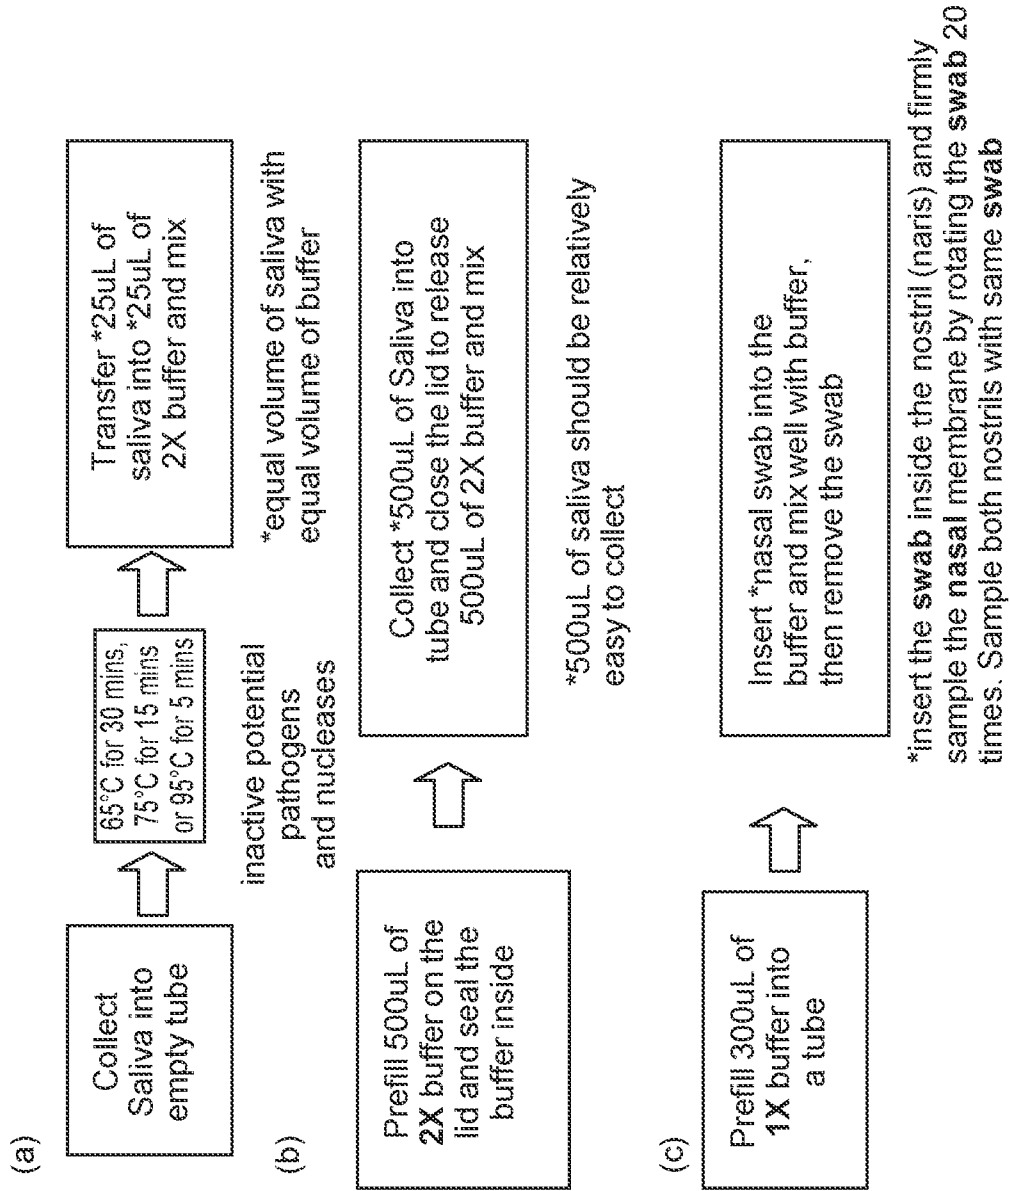 (a)
Collect
Saliva into
empty tube
65°C for 30 mins,
75°C for 15 mins
or 95°C for 5 mins
inactive potential
pathogens
and nucleases
Transfer *25uL of
saliva into *25uL of
2X buffer and mix
*equal volume of saliva with
equal volume of buffer
(b)
Prefill 500uL of
2X buffer on the
lid and seal the
buffer inside
Collect *500uL of Saliva into
tube and close the lid to release
500uL of 2X buffer and mix
*500uL of saliva should be relatively
easy to collect
(c)
Prefill 300uL of
1X buffer into
a tube
Insert *nasal swab into the
buffer and mix well with buffer,
then remove the swab
*insert the swab inside the nostril (naris) and firmly
sample the nasal membrane by rotating the swab 20
times. Sample both nostrils with same swab